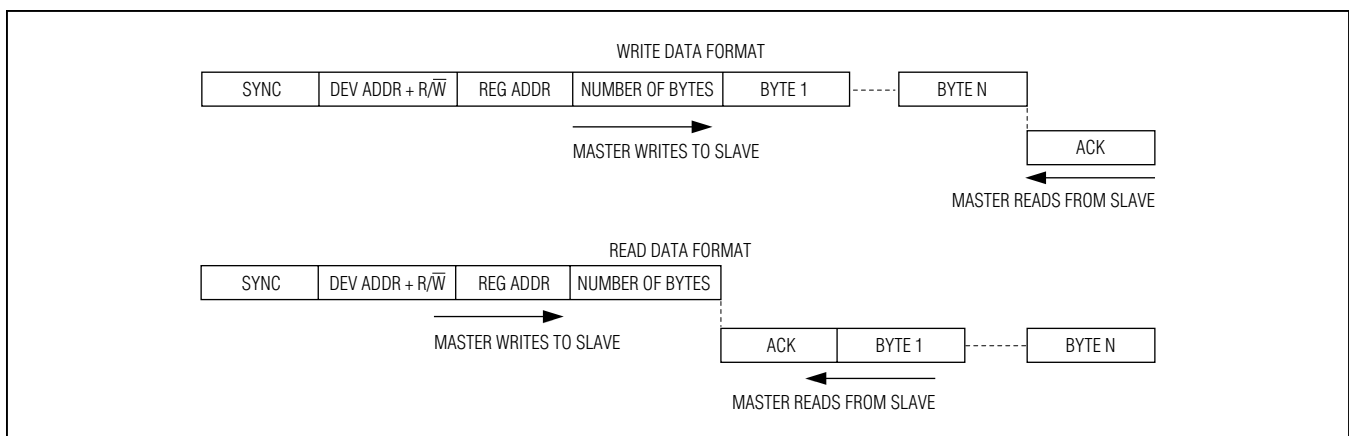 WRITE DATA FORMAT
SYNC DEV ADDR + R/W̅ REG ADDR NUMBER OF BYTES BYTE 1 BYTE N
MASTER WRITES TO SLAVE
ACK
MASTER READS FROM SLAVE
READ DATA FORMAT
SYNC DEV ADDR + R/W̅ REG ADDR NUMBER OF BYTES
MASTER WRITES TO SLAVE
ACK BYTE 1 BYTE N
MASTER READS FROM SLAVE